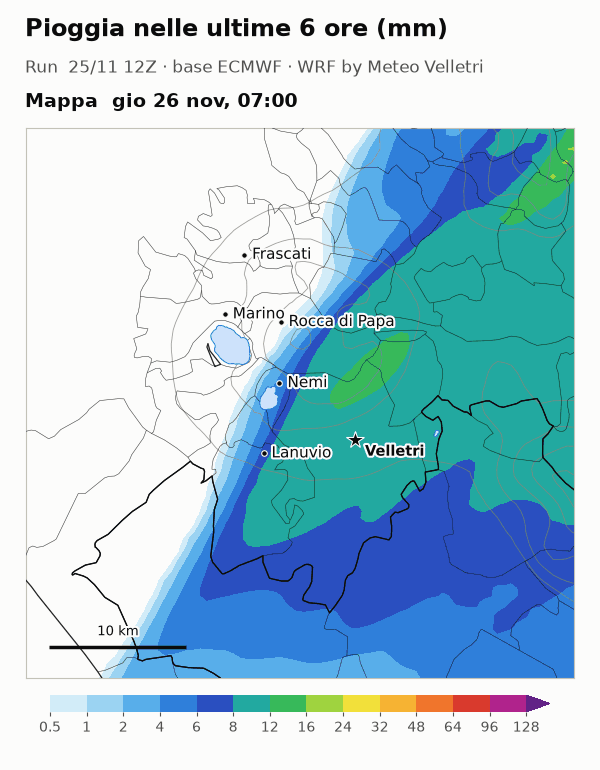 Pioggia nelle ultime 6 ore (mm)
Run  25/11 12Z · base ECMWF · WRF by Meteo Velletri
Mappa  gio 26 nov, 07:00
Frascati
Marino
Rocca di Papa
Nemi
Velletri
Lanuvio
10 km
0.5 1 2 4 6 8 12 16 24 32 48 64 96 128